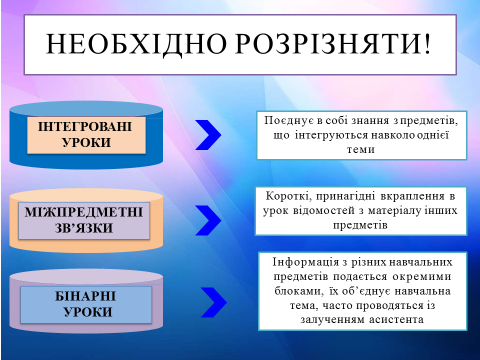 НЕОБХІДНО РОЗРІЗНЯТИ!
ІНТЕГРОВАНІ
УРОКИ
Поєднує в собі знання з предметів,
що інтегруються навколо однієї
теми
МІЖПРЕДМЕТНІ
ЗВ’ЯЗКИ
Короткі, принагідні вкраплення в
урок відомостей з матеріалу інших
предметів
БІНАРНІ
УРОКИ
Інформація з різних навчальних
предметів подається окремими
блоками, їх об’єднує навчальна
тема, часто проводяться із
залученням асистента